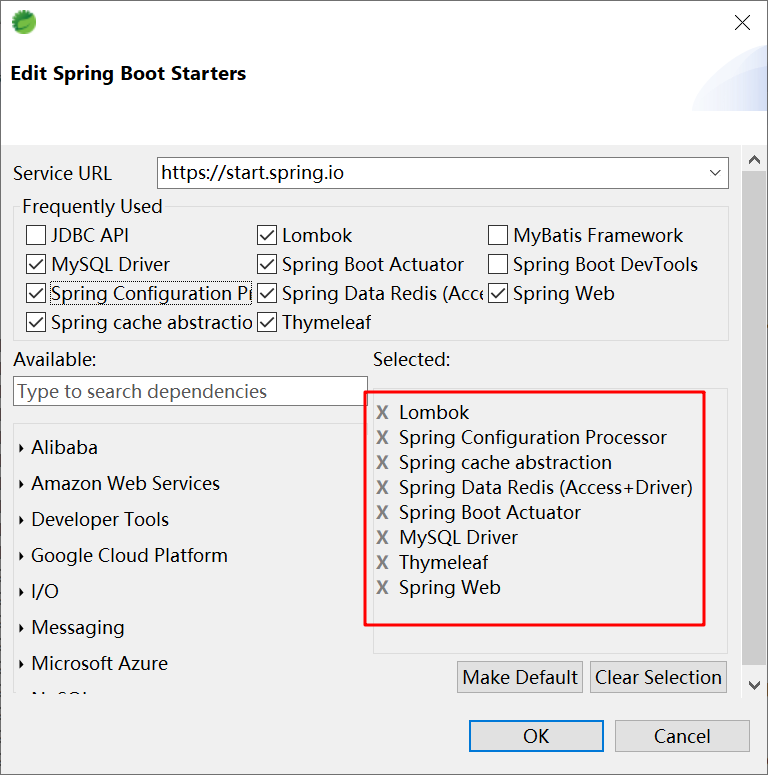 Edit Spring Boot Starters
Service URL https://start.spring.io
Frequently Used
JDBC API Lombok MyBatis Framework
MySQL Driver Spring Boot Actuator Spring Boot DevTools
Spring Configuration Pr Spring Data Redis (Acce Spring Web
Spring cache abstractio Thymeleaf
Available: Selected:
Type to search dependencies
X Lombok
X Spring Configuration Processor
X Spring cache abstraction
X Spring Data Redis (Access+Driver)
X Spring Boot Actuator
X MySQL Driver
X Thymeleaf
X Spring Web
Alibaba
Amazon Web Services
Developer Tools
Google Cloud Platform
I/O
Messaging
Microsoft Azure
Make Default Clear Selection
OK Cancel